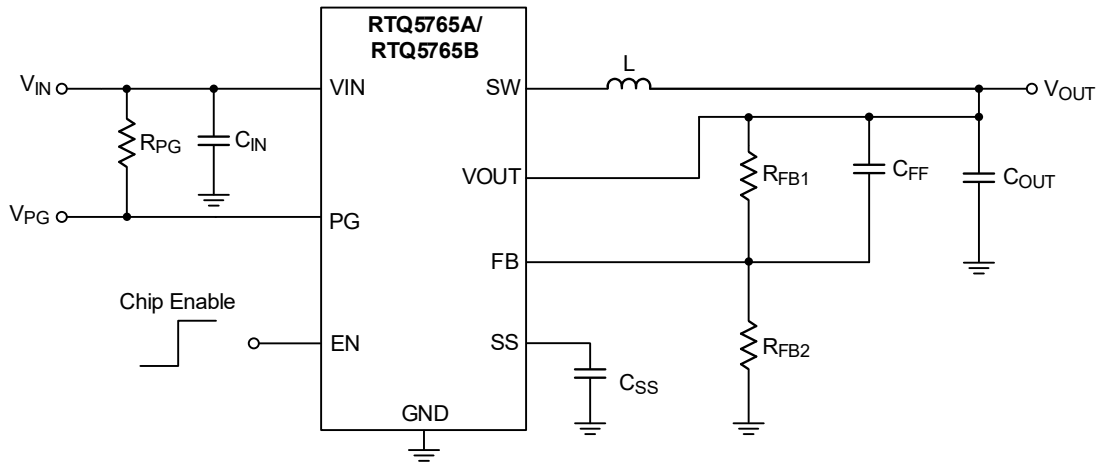 RTQ5765A/
RTQ5765B
VIN
VIN
SW
L
VOUT
RPG
CIN
VOUT
RFB1
CFF
COUT
VPG
PG
FB
Chip Enable
EN
SS
RFB2
CSS
GND